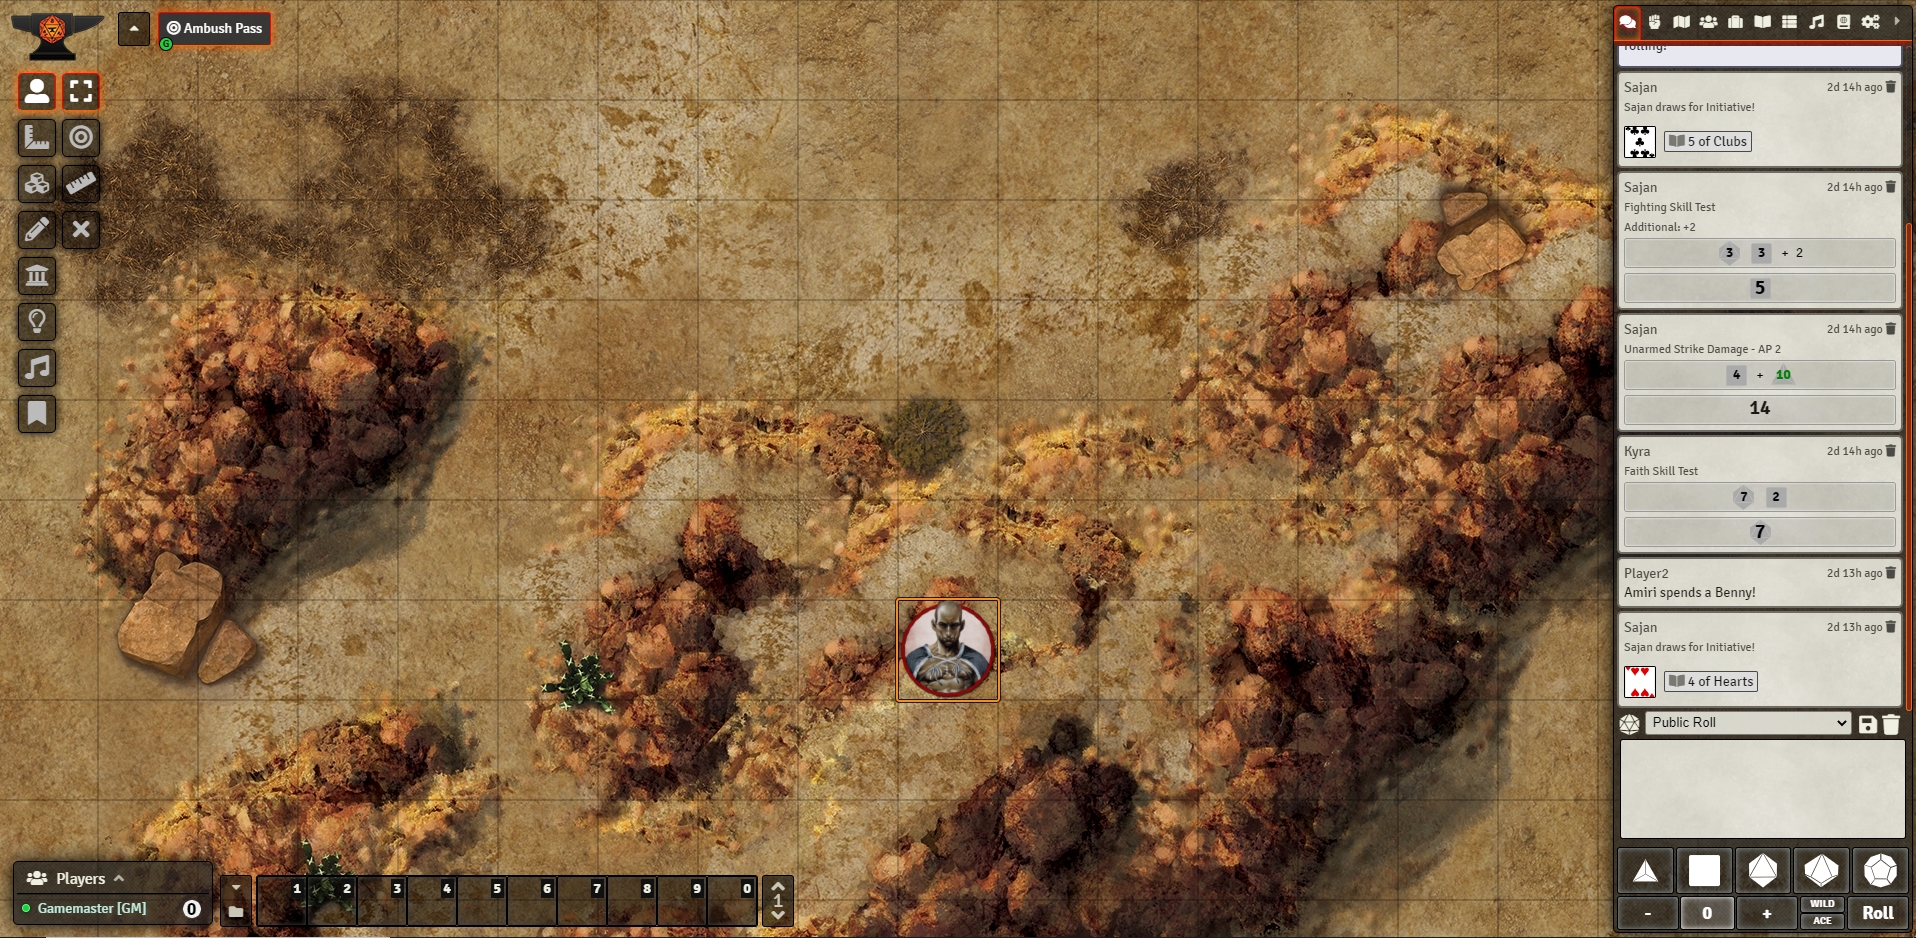 Ambush Pass
G
rolling!
Sajan 2d 14h ago
Sajan draws for Initiative!
5 of Clubs
Sajan 2d 14h ago
Fighting Skill Test
Additional: +2
3 3 + 2
5
Sajan 2d 14h ago
Unarmed Strike Damage - AP 2
4 + 10
14
Kyra 2d 14h ago
Faith Skill Test
7 2
7
Player2 2d 13h ago
Amiri spends a Benny!
Sajan 2d 13h ago
Sajan draws for Initiative!
4 of Hearts
Public Roll
- 0 + WILD
ACE
Roll
Players
Gamemaster [GM] 0
1 2 3 4 5 6 7 8 9 0
1